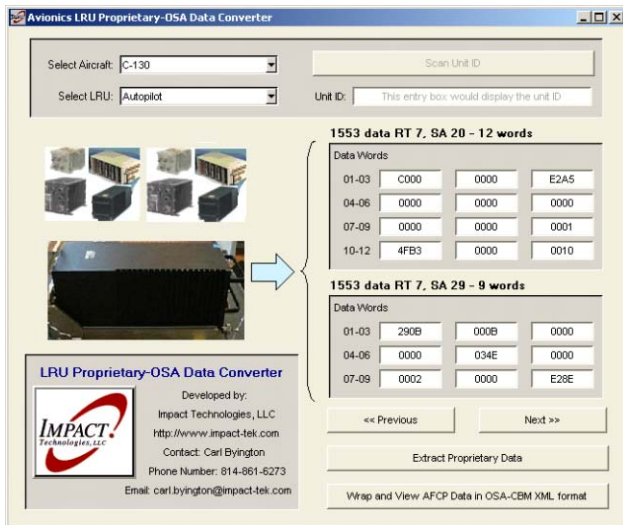 Avionics LRU Proprietary-OSA Data Converter
Select Aircraft: C-130
Scan Unit ID
Select LRU: Autopilot
Unit ID: This entry box would display the unit ID
1553 data RT 7, SA 20 - 12 words
Data Words
01-03 C000 0000 E2A5
04-06 0000 0000 0000
07-09 0000 0000 0001
10-12 4FB3 0000 0010
1553 data RT 7, SA 29 - 9 words
Data Words
01-03 290B 000B 0000
04-06 0000 034E 0000
07-09 0002 0000 E28E
<< Previous Next >>
Extract Proprietary Data
Wrap and View AFCP Data in OSA-CBM XML format
LRU Proprietary-OSA Data Converter
IMPACT
Technologies, LLC
Developed by:
Impact Technologies, LLC
http://www.impact-tek.com
Contact: Carl Byington
Phone Number: 814-861-6273
Email: carl.byington@impact-tek.com